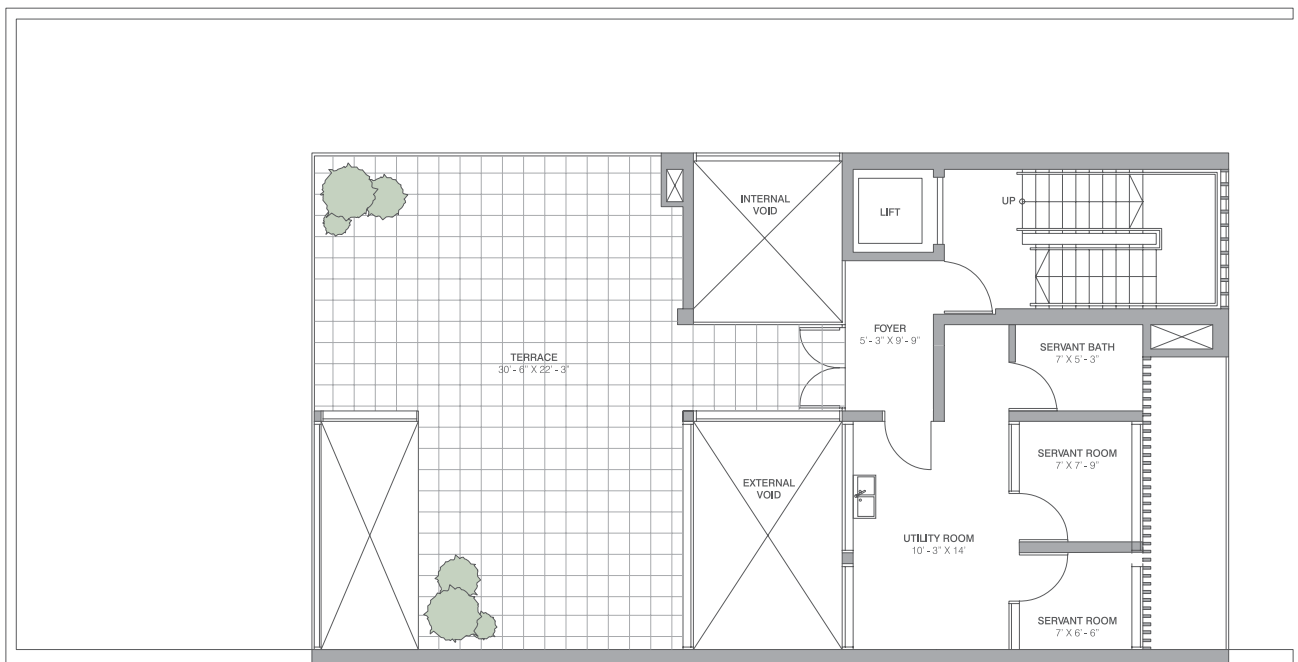 INTERNAL
VOID
LIFT
UP
FOYER
5' - 3" X 9' - 9"
SERVANT BATH
7' X 5' - 3"
TERRACE
30' - 6" X 22' - 3"
SERVANT ROOM
7' X 7' - 9"
EXTERNAL
VOID
UTILITY ROOM
10' - 3" X 14'
SERVANT ROOM
7' X 6' - 6"